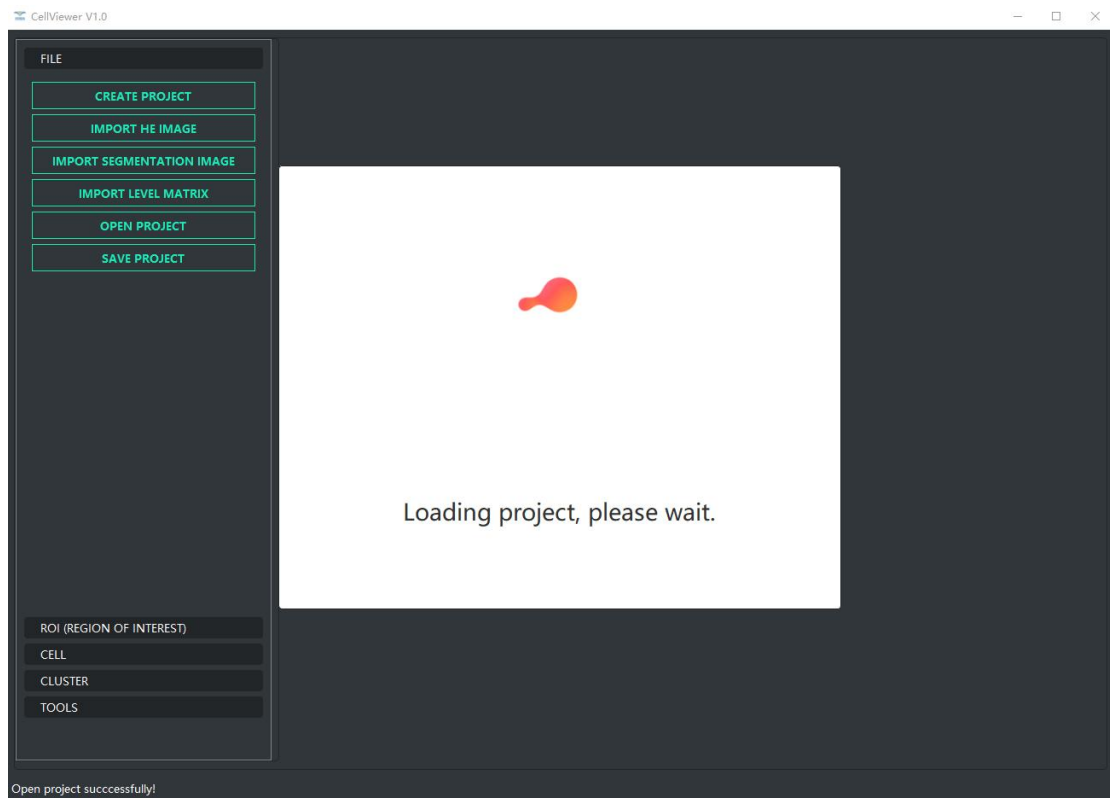 CellViewer V1.0
FILE
CREATE PROJECT
IMPORT HE IMAGE
IMPORT SEGMENTATION IMAGE
IMPORT LEVEL MATRIX
OPEN PROJECT
SAVE PROJECT
Loading project, please wait.
ROI (REGION OF INTEREST)
CELL
CLUSTER
TOOLS
Open project succcessfully!